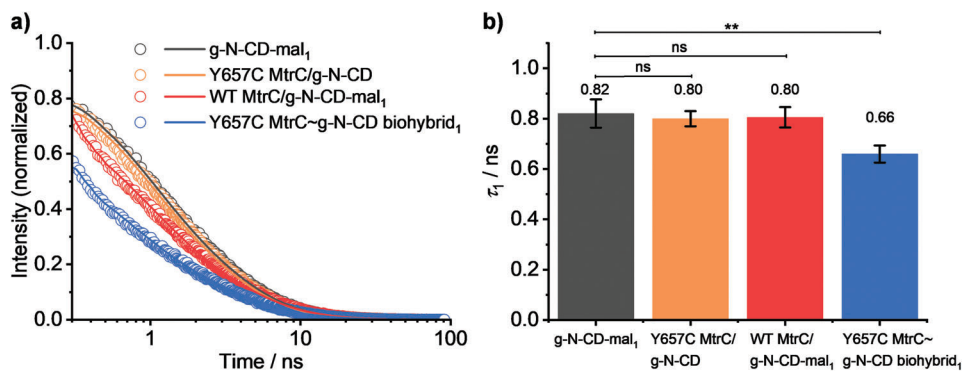 a)
1.0
0.8
0.6
0.4
0.2
0.0
Intensity (normalized)
g-N-CD-mal₁
Y657C MtrC/g-N-CD
WT MtrC/g-N-CD-mal₁
Y657C MtrC~g-N-CD biohybrid₁
1
10
100
Time / ns
b)
**
ns
ns
0.82
0.80
0.80
0.66
1.0
0.8
0.6
0.4
0.2
0.0
τ₁ / ns
g-N-CD-mal₁
Y657C MtrC/
g-N-CD
WT MtrC/
g-N-CD-mal₁
Y657C MtrC~
g-N-CD biohybrid₁